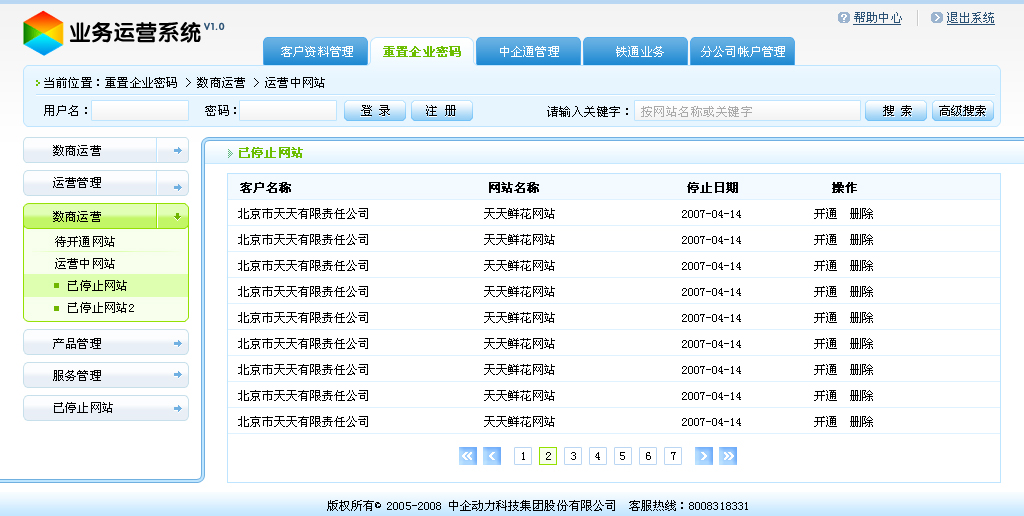 业务运营系统 V1.0
帮助中心 退出系统
客户资料管理 重置企业密码 中企通管理 铁通业务 分公司帐户管理
当前位置：重置企业密码 > 数商运营 > 运营中网站
用户名： 密码： 登 录 注 册 请输入关键字： 按网站名称或关键字 搜 索 高级搜索
数商运营
运营管理
数商运营
待开通网站
运营中网站
已停止网站
已停止网站2
产品管理
服务管理
已停止网站
已停止网站
客户名称 网站名称 停止日期 操作
北京市天天有限责任公司 天天鲜花网站 2007-04-14 开通 删除
北京市天天有限责任公司 天天鲜花网站 2007-04-14 开通 删除
北京市天天有限责任公司 天天鲜花网站 2007-04-14 开通 删除
北京市天天有限责任公司 天天鲜花网站 2007-04-14 开通 删除
北京市天天有限责任公司 天天鲜花网站 2007-04-14 开通 删除
北京市天天有限责任公司 天天鲜花网站 2007-04-14 开通 删除
北京市天天有限责任公司 天天鲜花网站 2007-04-14 开通 删除
北京市天天有限责任公司 天天鲜花网站 2007-04-14 开通 删除
北京市天天有限责任公司 天天鲜花网站 2007-04-14 开通 删除
1 2 3 4 5 6 7
版权所有© 2005-2008 中企动力科技集团股份有限公司 客服热线：8008318331